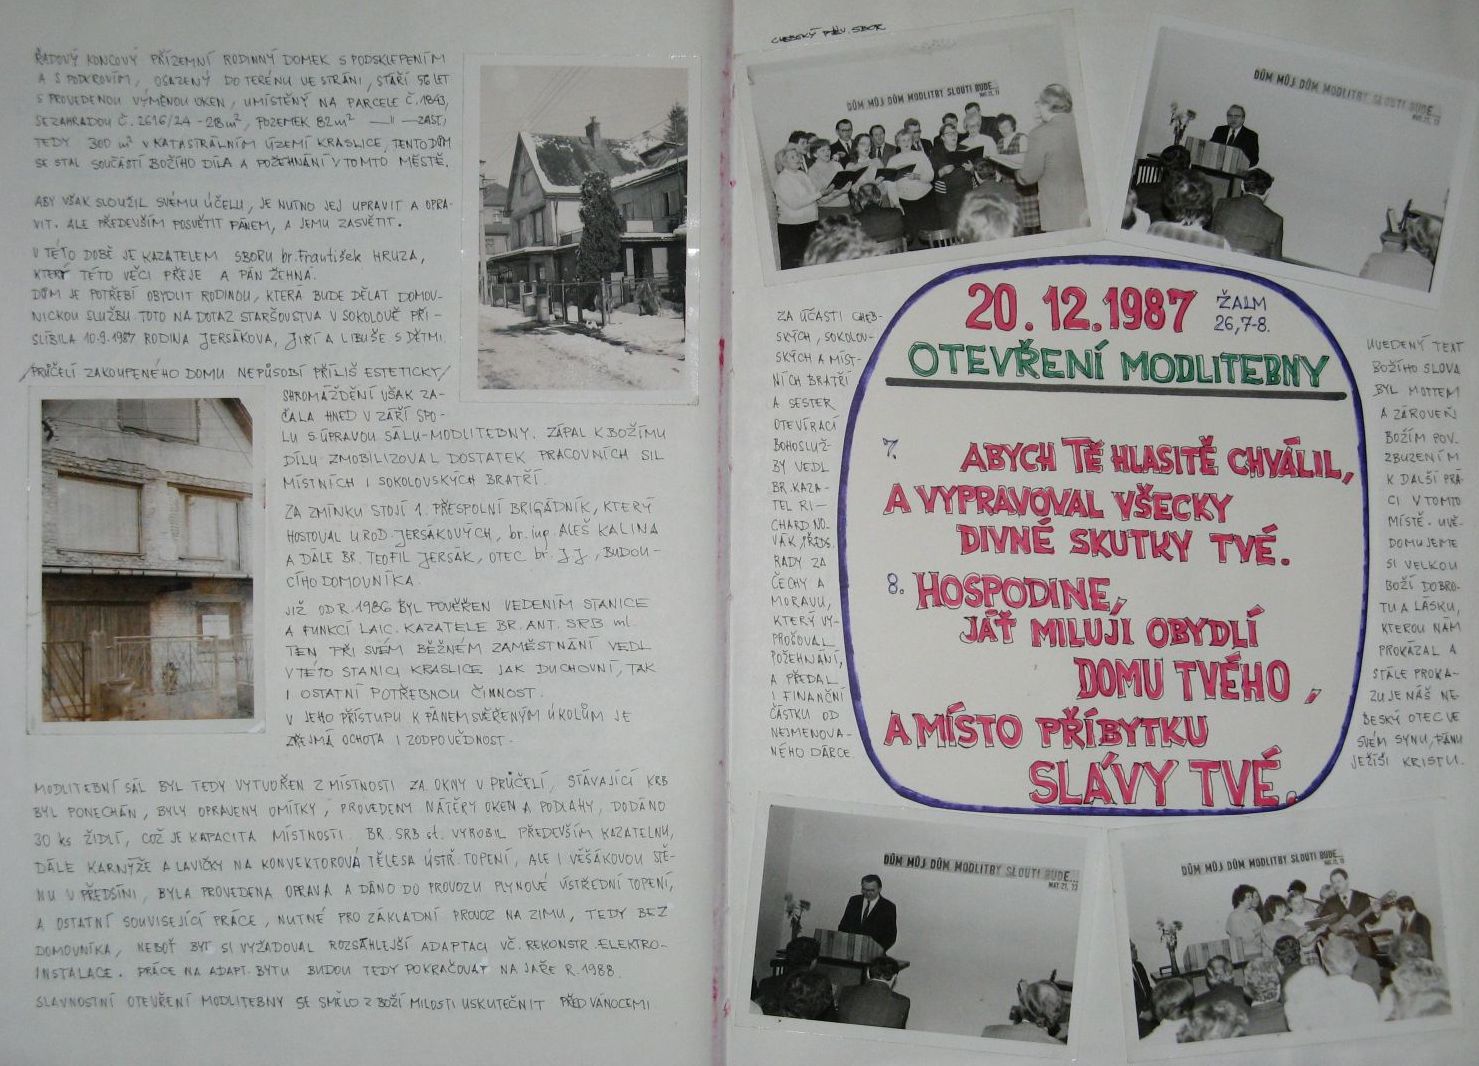 ŘADOVÝ KONCOVÝ PŘÍZEMNÍ RODINNÝ DOMEK S PODSKLEPENÍM
A S PODKROVÍM, OSAZENÝ DO TERÉNU VE STRÁNI, STÁŘÍ 56 LET
S PROVEDENOU VÝMĚNOU OKEN, UMÍSTĚNÝ NA PARCELE Č. 1843,
SE ZAHRADOU Č. 2616/24 - 218 m², POZEMEK 82 m² —॥— ZAST,
TEDY 300 m² V KATASTRÁLNÍM ÚZEMÍ KRASLICE, TENTO DŮM
SE STAL SOUČÁSTÍ BOŽÍHO DÍLA A POŽEHNÁNÍ V TOMTO MĚSTĚ.
ABY VŠAK SLOUŽIL SVÉMU ÚČELU, JE NUTNO JEJ UPRAVIT A OPRA-
VIT. ALE PŘEDEVŠÍM POSVĚTIT PÁNEM, A JEMU ZASVĚTIT.
V TÉTO DOBĚ JE KAZATELEM SBORU br. František HRUZA,
KTERÝ TÉTO VĚCI PŘEJE A PÁN ŽEHNÁ.
DŮM JE POTŘEBÍ OBYDLIT RODINOU, KTERÁ BUDE DĚLAT DOMOV-
NICKOU SLUŽBU. TOTO NA DOTAZ STARŠOVSTVA V SOKOLOVĚ PŘI-
SLÍBILA 10.9.1987 RODINA JERSÁKOVA, JIŘÍ A LIBUŠE S DĚTMI.
/PRŮČELÍ ZAKOUPENÉHO DOMU NEPŮSOBÍ PŘÍLIŠ ESTETICKY/
SHROMÁŽDĚNÍ VŠAK ZA-
ČALA HNED V ZÁŘÍ SPO-
LU S ÚPRAVOU SÁLU-MODLITEBNY. ZÁPAL K BOŽÍMU
DÍLU ZMOBILIZOVAL DOSTATEK PRACOVNÍCH SIL
MÍSTNÍCH I SOKOLOVSKÝCH BRATŘÍ.
ZA ZMÍNKU STOJÍ 1. PŘESPOLNÍ BRIGÁDNÍK, KTERÝ
HOSTOVAL U ROD. JERSÁKOVÝCH, br. ing. ALEŠ KALINA
A DÁLE BR. TEOFIL JERSÁK, OTEC br. J J, BUDOU-
CÍHO DOMOVNÍKA.
JIŽ OD R. 1986 BYL POVĚŘEN VEDENÍM STANICE
A FUNKCÍ LAIC. KAZATELE BR. ANT. SRB ml.
TEN PŘI SVÉM BĚŽNÉM ZAMĚSTNÁNÍ VEDL
V TÉTO STANICI KRASLICE JAK DUCHOVNÍ, TAK
I OSTATNÍ POTŘEBNOU ČINNOST.
V JEHO PŘÍSTUPU K PÁNEM SVĚŘENÝM ÚKOLŮM JE
ZŘEJMÁ OCHOTA I ZODPOVĚDNOST.
MODLITEBNÍ SÁL BYL TEDY VYTVOŘEN Z MÍSTNOSTI ZA OKNY V PRŮČELÍ, STÁVAJÍCÍ KRB
BYL PONECHÁN, BYLY OPRAVENY OMÍTKY, PROVEDENY NÁTĚRY OKEN A PODLAHY, DODÁNO
30 ks ŽIDLÍ, COŽ JE KAPACITA MÍSTNOSTI. BR. SRB st. VYROBIL PŘEDEVŠÍM KAZATELNU,
DÁLE KARNÝŽE A LAVIČKY NA KONVEKTOROVÁ TĚLESA ÚSTŘ. TOPENÍ, ALE I VĚŠÁKOVOU STĚ-
NU V PŘEDSÍNI, BYLA PROVEDENA OPRAVA A DÁNO DO PROVOZU PLYNOVÉ ÚSTŘEDNÍ TOPENÍ,
A OSTATNÍ SOUVISEJÍCÍ PRÁCE, NUTNÉ PRO ZÁKLADNÍ PROVOZ NA ZIMU, TEDY BEZ
DOMOVNÍKA, NEBOŤ BYT SI VYŽADOVAL ROZSÁHLEJŠÍ ADAPTACI VČ. REKONSTR. ELEKTRO-
INSTALACE. PRÁCE NA ADAPT. BYTU BUDOU TEDY POKRAČOVAT NA JAŘE R. 1988.
SLAVNOSTNÍ OTEVŘENÍ MODLITEBNY SE SMĚLO Z BOŽÍ MILOSTI USKUTEČNIT PŘED VÁNOCEMI
CHEBSKÝ PĚV. SBOR
DŮM MŮJ DŮM MODLITBY SLOUTI BUDE...
MAT. 21, 13
DŮM MŮJ DŮM MODLITBY SLOUTI BUDE...
MAT. 21, 13
ZA ÚČASTI CHEB-
SKÝCH, SOKOLOV-
SKÝCH A MÍST-
NÍCH BRATŘÍ
A SESTER
OTEVÍRACÍ
BOHOSLUŽ-
BY VEDL
BR. KAZA-
TEL RI-
CHARD NO-
VÁK, PŘEDS.
RADY ZA
ČECHY A
MORAVU,
KTERÝ VY-
PROŠOVAL
POŽEHNÁNÍ,
A PŘEDAL
I FINANČNÍ
ČÁSTKU OD
NEJMENOVA-
NÉHO DÁRCE.
20.12.1987 ŽALM
26,7-8.
OTEVŘENÍ MODLITEBNY
7. ABYCH TĚ HLASITĚ CHVÁLIL,
A VYPRAVOVAL VŠECKY
DIVNÉ SKUTKY TVÉ.
8. HOSPODINE,
JÁŤ MILUJI OBYDLÍ
DOMU TVÉHO,
A MÍSTO PŘÍBYTKU
SLÁVY TVÉ.
UVEDENÝ TEXT
BOŽÍHO SLOVA
BYL MOTTEM
A ZÁROVEŇ
BOŽÍM POV-
ZBUZENÍM
K DALŠÍ PRÁ-
CI V TOMTO
MÍSTĚ. UVĚ-
DOMUJEME
SI VELKOU
BOŽÍ DOBRO-
TU A LÁSKU,
KTEROU NÁM
PROKÁZAL A
STÁLE PROKA-
ZUJE NÁŠ NE-
BESKÝ OTEC VE
SVÉM SYNU, PÁNU
JEŽÍŠI KRISTU.
DŮM MŮJ DŮM MODLITBY SLOUTI BUDE...
MAT. 21, 13
DŮM MŮJ DŮM MODLITBY SLOUTI BUDE...
MAT. 21, 13